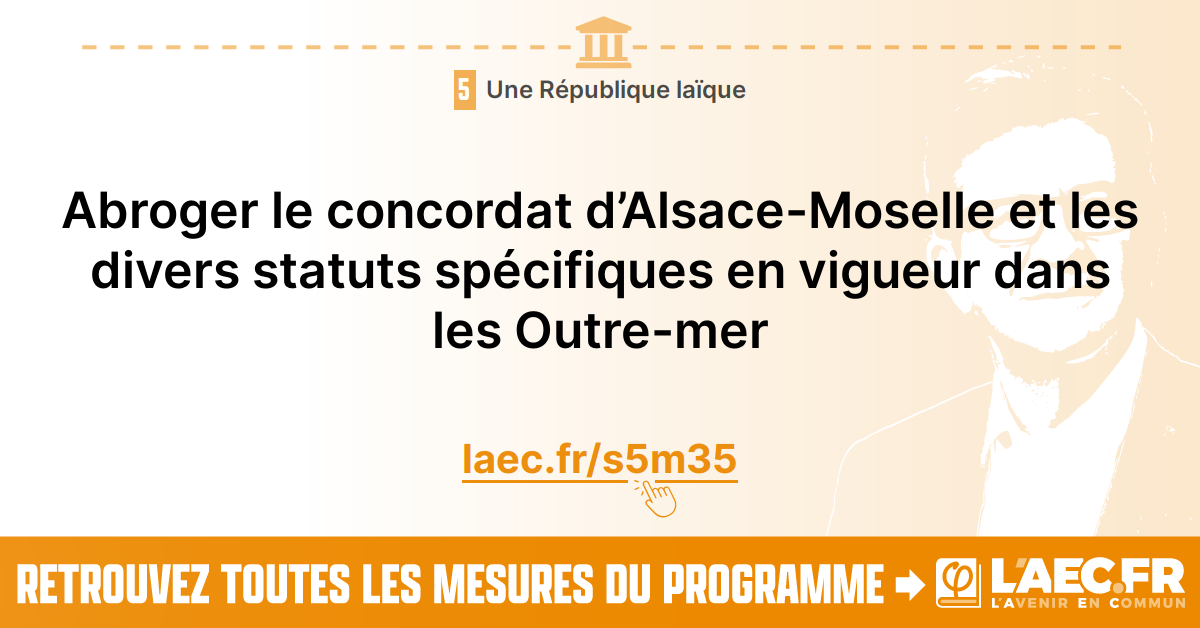 5 Une République laïque
Abroger le concordat d’Alsace-Moselle et les
divers statuts spécifiques en vigueur dans
les Outre-mer
laec.fr/s5m35
RETROUVEZ TOUTES LES MESURES DU PROGRAMME
φ L'AEC.FR
L'AVENIR EN COMMUN